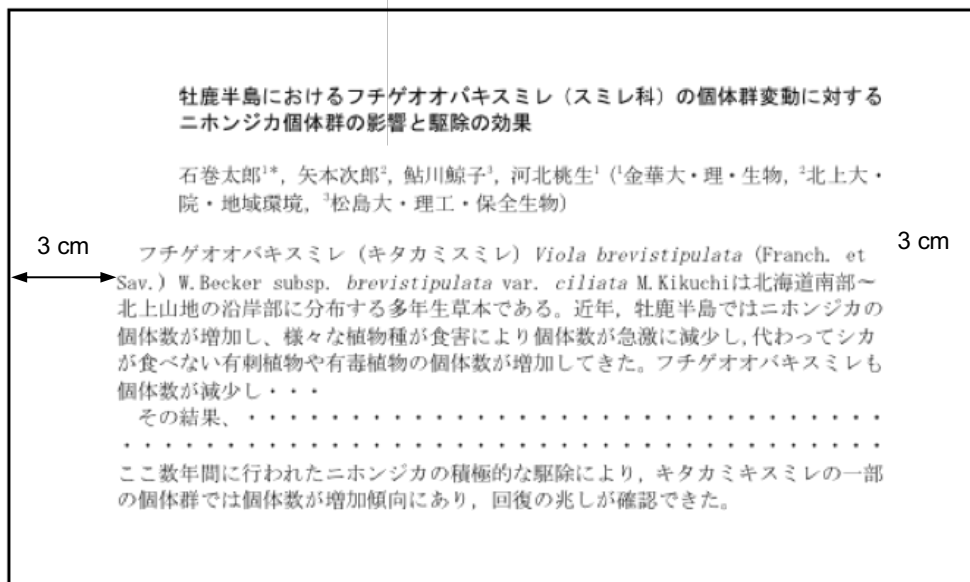 牡鹿半島におけるフチゲオオバキスミレ（スミレ科）の個体群変動に対する
ニホンジカ個体群の影響と駆除の効果
石巻太郎¹*，矢本次郎²，鮎川鯨子³，河北桃生¹（¹金華大・理・生物，²北上大・
院・地域環境，³松島大・理工・保全生物）
3 cm
3 cm
フチゲオオバキスミレ（キタカミスミレ）Viola brevistipulata (Franch. et
Sav.) W.Becker subsp. brevistipulata var. ciliata M.Kikuchiは北海道南部～
北上山地の沿岸部に分布する多年生草本である。近年，牡鹿半島ではニホンジカの
個体数が増加し、様々な植物種が食害により個体数が急激に減少し,代わってシカ
が食べない有刺植物や有毒植物の個体数が増加してきた。フチゲオオバキスミレも
個体数が減少し・・・
その結果、・・・・・・・・・・・・・・・・・・・・・・・・・・・・・・・
・・・・・・・・・・・・・・・・・・・・・・・・・・・・・・・・・・・・・
ここ数年間に行われたニホンジカの積極的な駆除により，キタカミキスミレの一部
の個体群では個体数が増加傾向にあり，回復の兆しが確認できた。